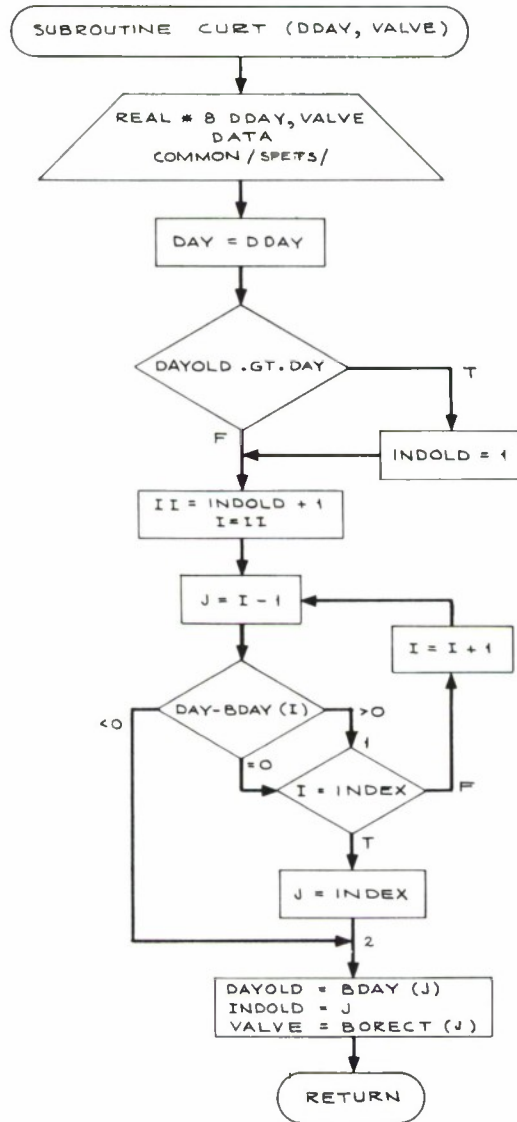 SUBROUTINE CURT (DDAY, VALVE)
REAL * 8 DDAY, VALVE
DATA
COMMON / SPETS /
DAY = DDAY
DAYOLD .GT. DAY
T
F
INDOLD = 1
II = INDOLD + 1
I = II
J = I - 1
I = I + 1
DAY-BDAY (I)
<0
>0
=0
1
I = INDEX
F
T
J = INDEX
2
DAYOLD = BDAY (J)
INDOLD = J
VALVE = BORECT (J)
RETURN